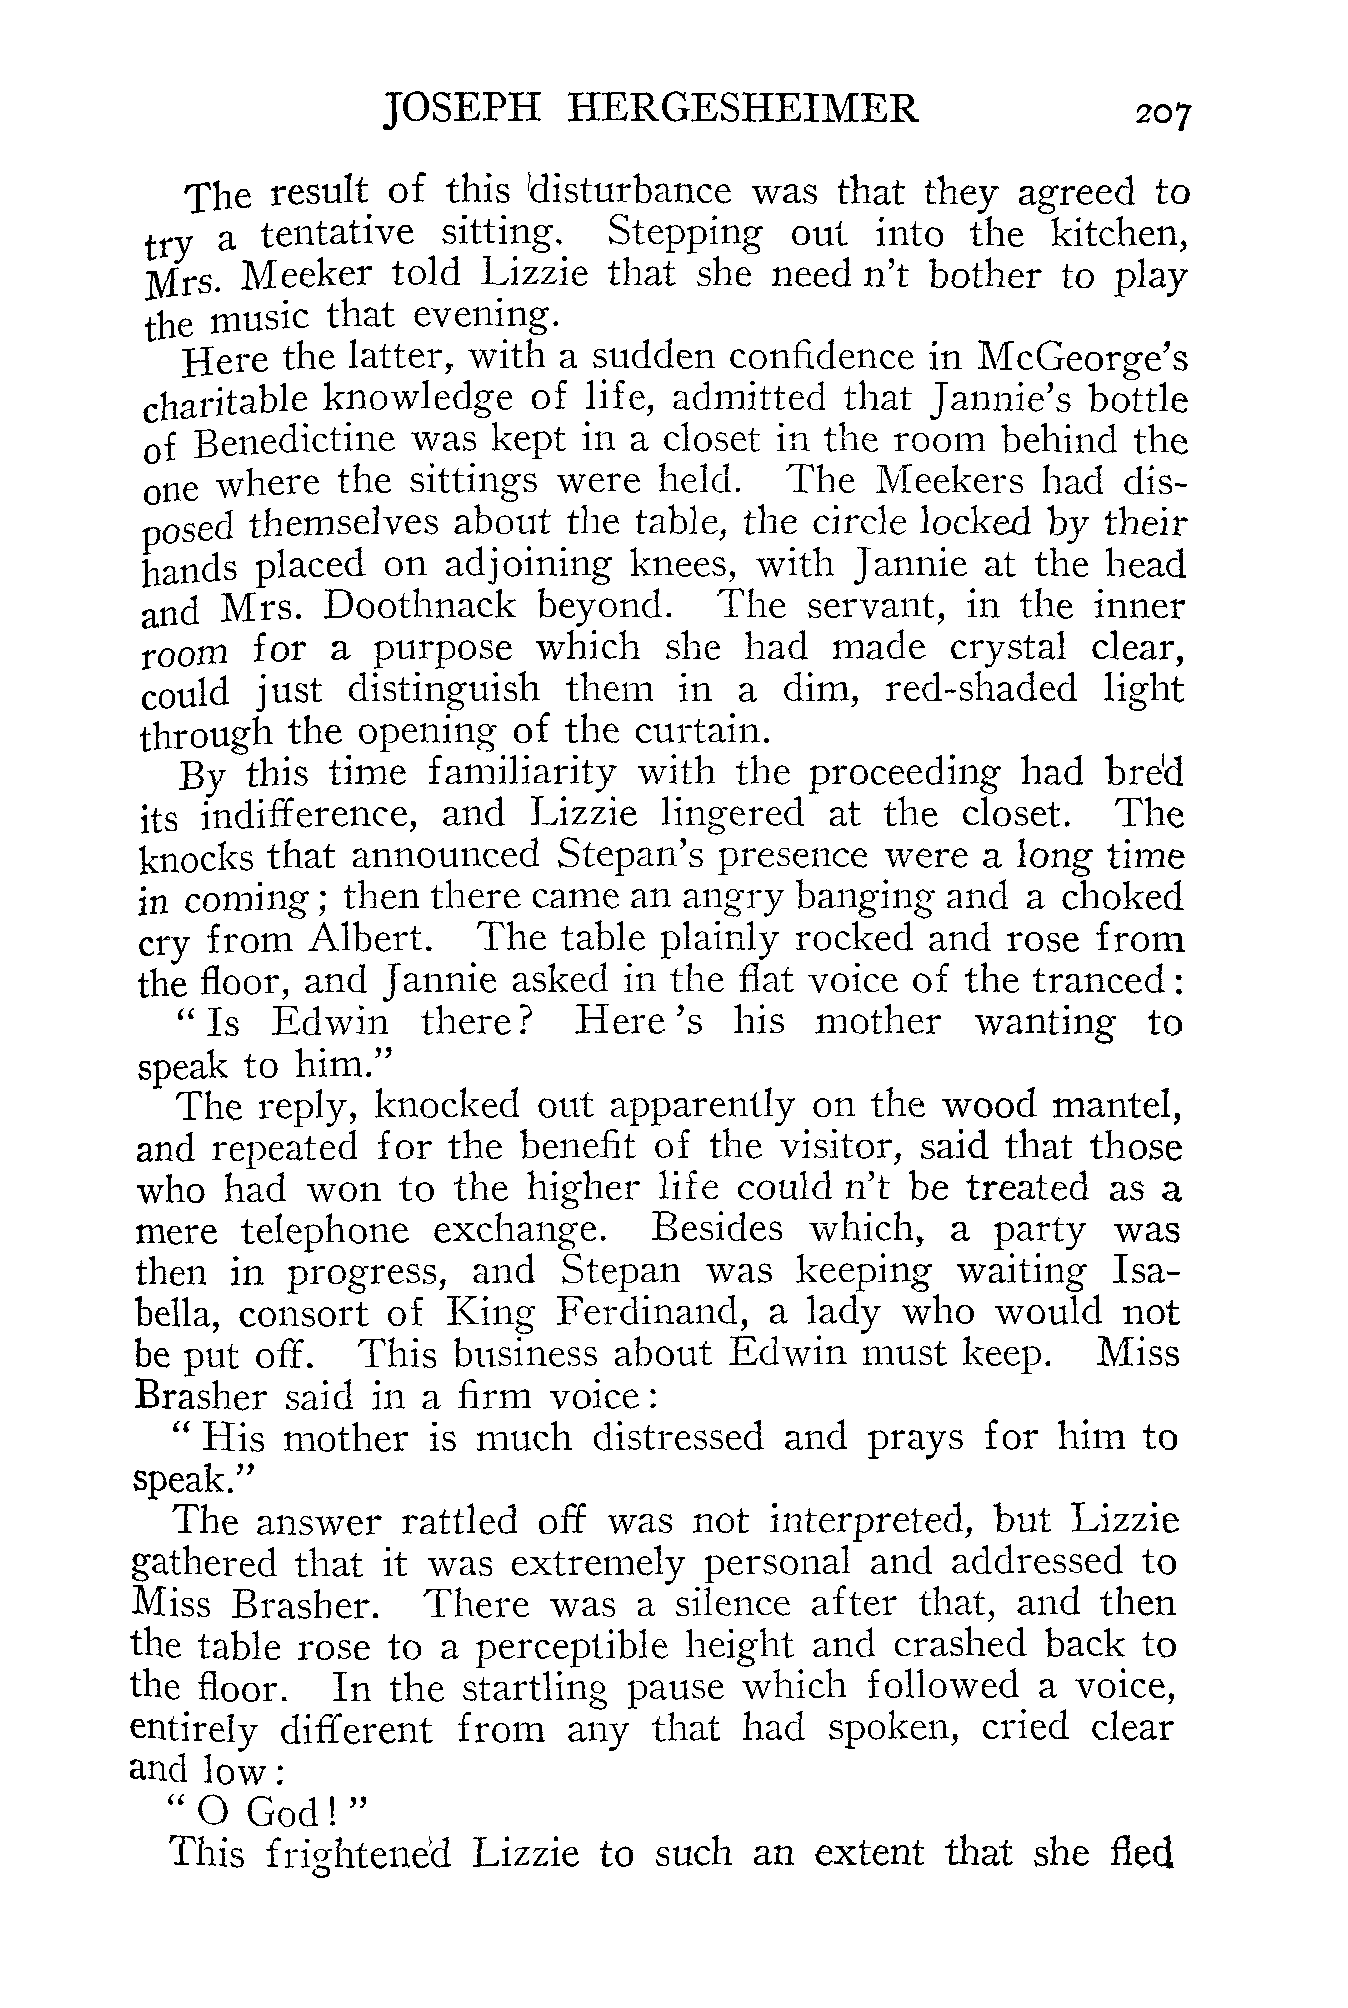 JOSEPH HERGESHEIMER 207
The result of this disturbance was that they agreed to
try a tentative sitting. Stepping out into the kitchen,
Mrs. Meeker told Lizzie that she need n't bother to play
the music that evening.
Here the latter, with a sudden confidence in McGeorge's
charitable knowledge of life, admitted that Jannie's bottle
of Benedictine was kept in a closet in the room behind the
one where the sittings were held. The Meekers had dis-
posed themselves about the table, the circle locked by their
hands placed on adjoining knees, with Jannie at the head
and Mrs. Doothnack beyond. The servant, in the inner
room for a purpose which she had made crystal clear,
could just distinguish them in a dim, red-shaded light
through the opening of the curtain.
By this time familiarity with the proceeding had bred
its indifference, and Lizzie lingered at the closet. The
knocks that announced Stepan's presence were a long time
in coming; then there came an angry banging and a choked
cry from Albert. The table plainly rocked and rose from
the floor, and Jannie asked in the flat voice of the tranced:
"Is Edwin there? Here 's his mother wanting to
speak to him."
The reply, knocked out apparently on the wood mantel,
and repeated for the benefit of the visitor, said that those
who had won to the higher life could n't be treated as a
mere telephone exchange. Besides which, a party was
then in progress, and Stepan was keeping waiting Isa-
bella, consort of King Ferdinand, a lady who would not
be put off. This business about Edwin must keep. Miss
Brasher said in a firm voice:
"His mother is much distressed and prays for him to
speak."
The answer rattled off was not interpreted, but Lizzie
gathered that it was extremely personal and addressed to
Miss Brasher. There was a silence after that, and then
the table rose to a perceptible height and crashed back to
the floor. In the startling pause which followed a voice,
entirely different from any that had spoken, cried clear
and low:
"O God!"
This frightened Lizzie to such an extent that she fled